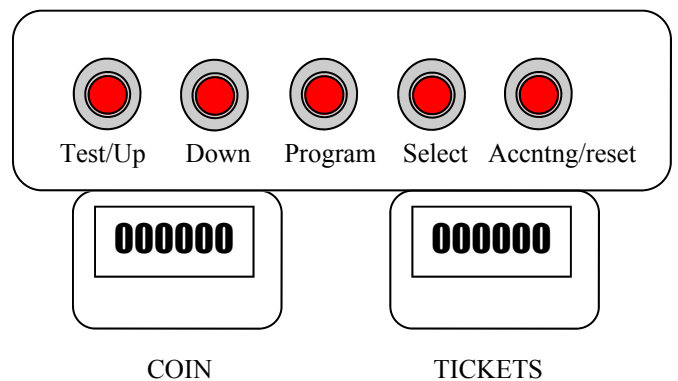 Test/Up Down Program Select Accntng/reset
000000 000000
COIN TICKETS